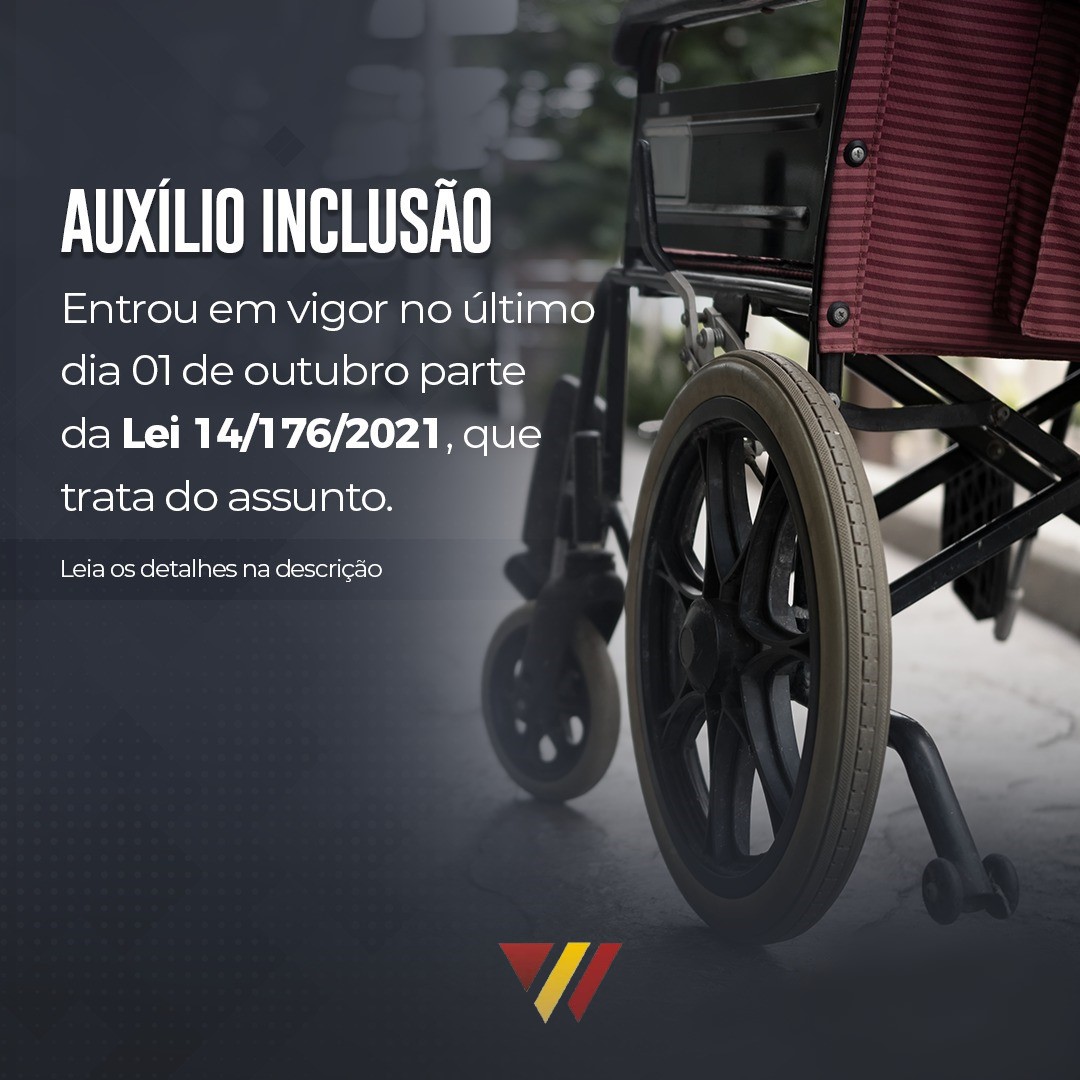 AUXÍLIO INCLUSÃO
Entrou em vigor no último
dia 01 de outubro parte
da Lei 14/176/2021, que
trata do assunto.
Leia os detalhes na descrição